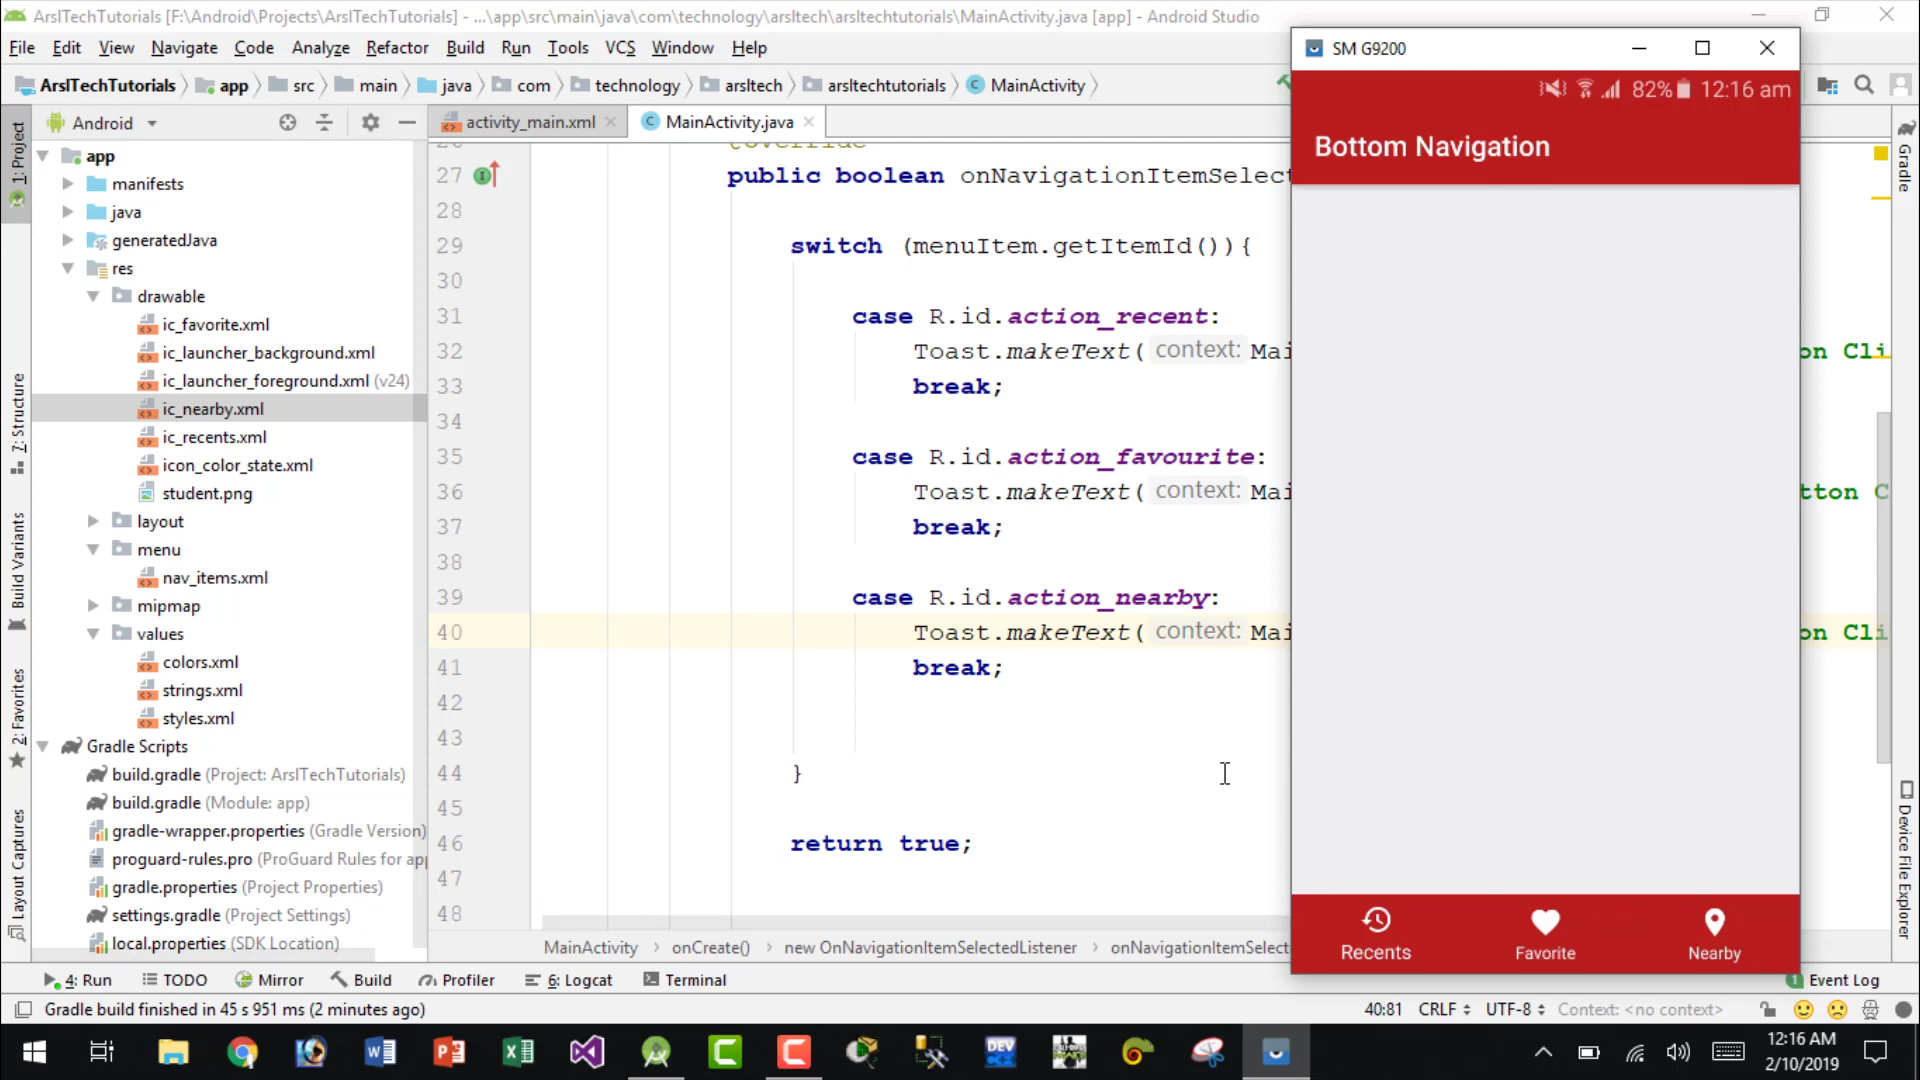 ArslTechTutorials [F:\Android\Projects\ArslTechTutorials] - ...\app\src\main\java\com\technology\arsltech\arsltechtutorials\MainActivity.java [app] - Android Studio
File Edit View Navigate Code Analyze Refactor Build Run Tools VCS Window Help
ArslTechTutorials app src main java com technology arsltech arsltechtutorials MainActivity
Android
activity_main.xml
MainActivity.java
1: Project
7: Structure
Build Variants
2: Favorites
Layout Captures
app
manifests
java
generatedJava
res
drawable
ic_favorite.xml
ic_launcher_background.xml
ic_launcher_foreground.xml (v24)
ic_nearby.xml
ic_recents.xml
icon_color_state.xml
student.png
layout
menu
nav_items.xml
mipmap
values
colors.xml
strings.xml
styles.xml
Gradle Scripts
build.gradle (Project: ArslTechTutorials)
build.gradle (Module: app)
gradle-wrapper.properties (Gradle Version)
proguard-rules.pro (ProGuard Rules for app
gradle.properties (Project Properties)
settings.gradle (Project Settings)
local.properties (SDK Location)
27 public boolean onNavigationItemSelect
28
29 switch (menuItem.getItemId()){
30
31 case R.id.action_recent:
32 Toast.makeText( context: Mai on Cli
33 break;
34
35 case R.id.action_favourite:
36 Toast.makeText( context: Mai tton C
37 break;
38
39 case R.id.action_nearby:
40 Toast.makeText( context: Mai on Cli
41 break;
42
43
44 }
45
46 return true;
47
48
MainActivity › onCreate() › new OnNavigationItemSelectedListener › onNavigationItemSelect
SM G9200
82% 12:16 am
Bottom Navigation
Recents Favorite Nearby
Gradle
Device File Explorer
4: Run TODO Mirror Build Profiler 6: Logcat Terminal 1 Event Log
Gradle build finished in 45 s 951 ms (2 minutes ago) 40:81 CRLF UTF-8 Context: <no context>
12:16 AM
2/10/2019